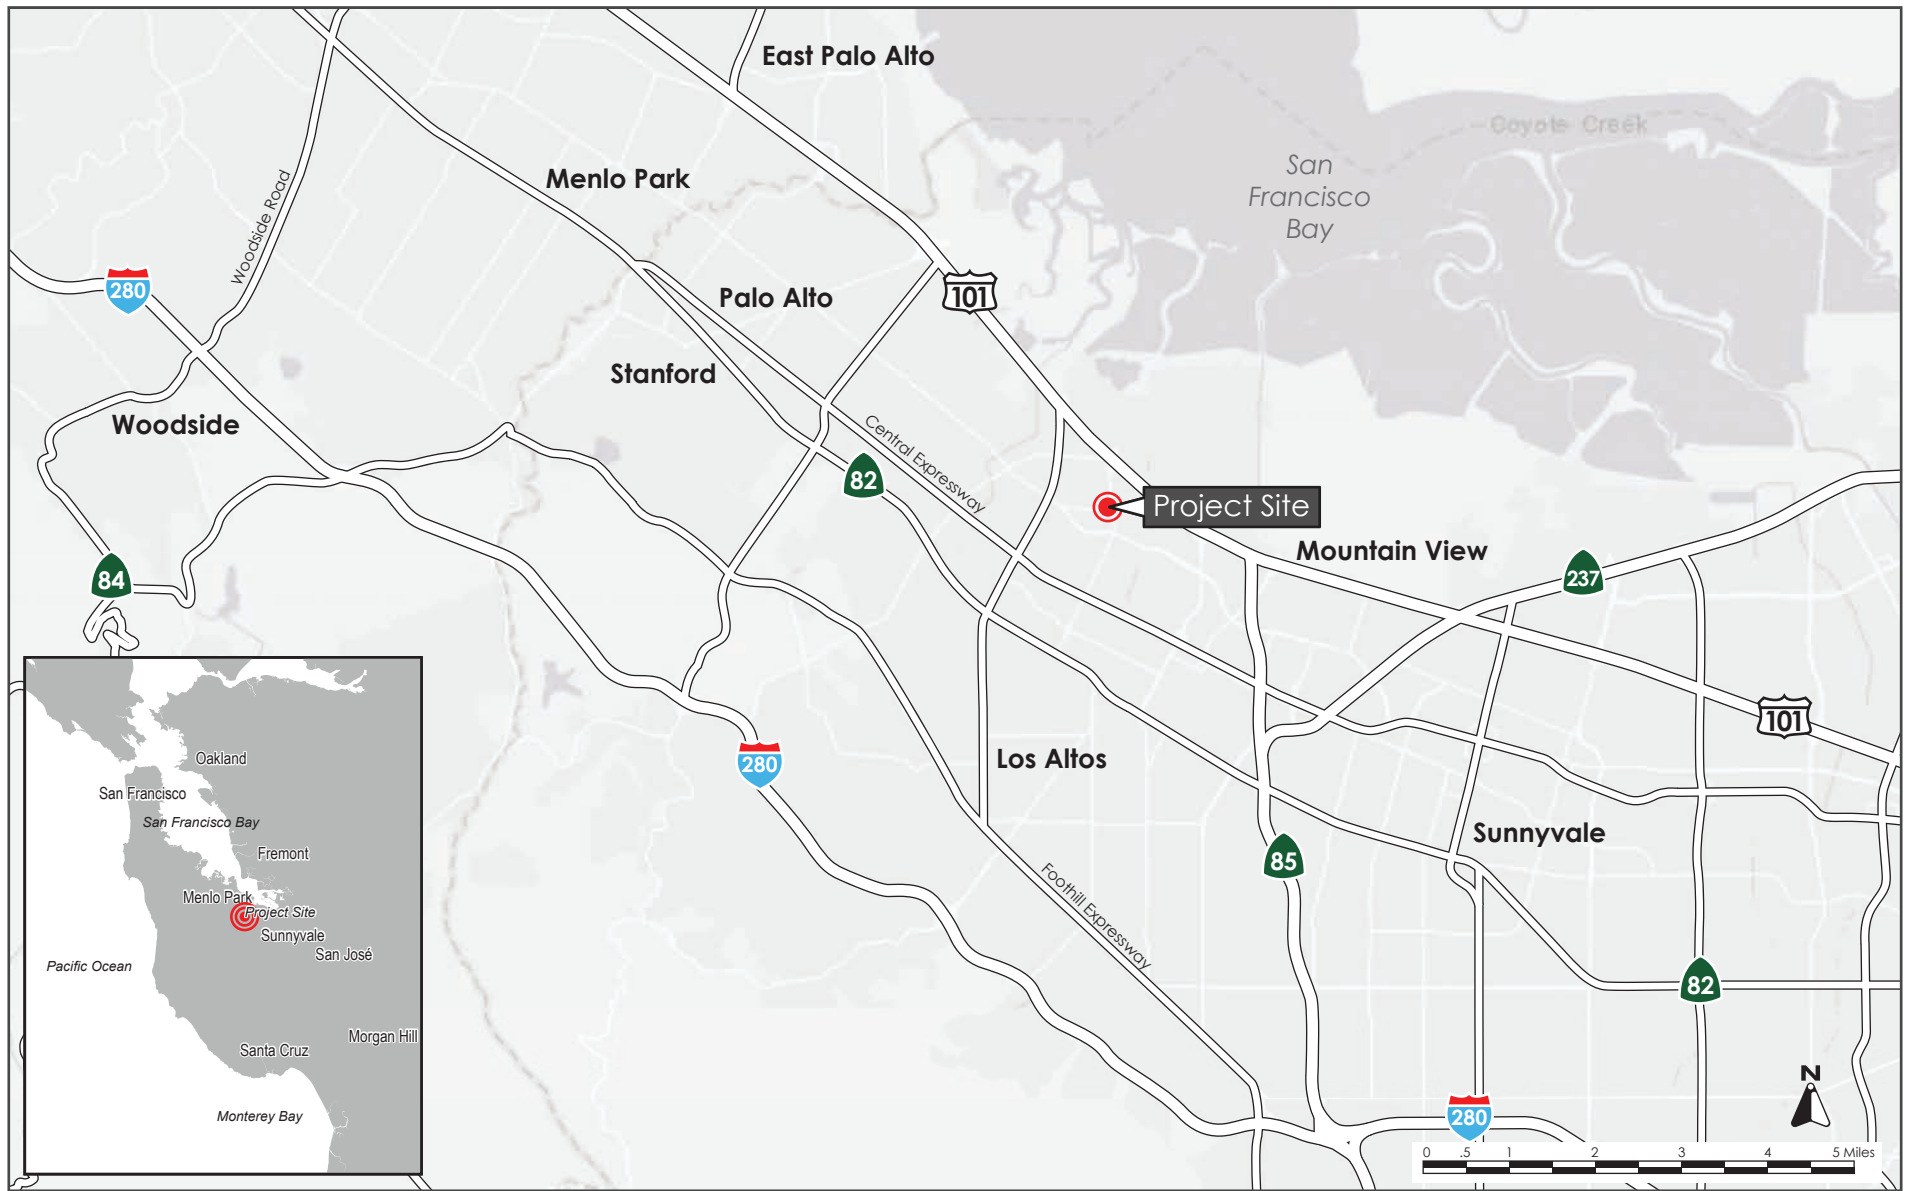 East Palo Alto
Coyote Creek
San
Francisco
Bay
Menlo Park
Woodside Road
280
101
Palo Alto
Stanford
Woodside
Central Expressway
82
Project Site
Mountain View
84
237
101
280
Los Altos
Sunnyvale
85
Foothill Expressway
82
280
N
0 .5 1 2 3 4 5 Miles
Oakland
San Francisco
San Francisco Bay
Fremont
Menlo Park
Project Site
Sunnyvale
San José
Pacific Ocean
Morgan Hill
Santa Cruz
Monterey Bay